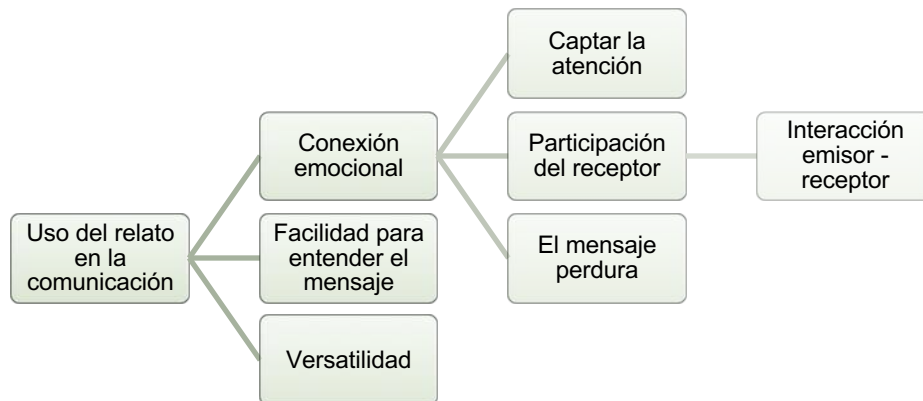 Uso del relato
en la
comunicación
Conexión
emocional
Captar la
atención
Participación
del receptor
Interacción
emisor -
receptor
El mensaje
perdura
Facilidad para
entender el
mensaje
Versatilidad